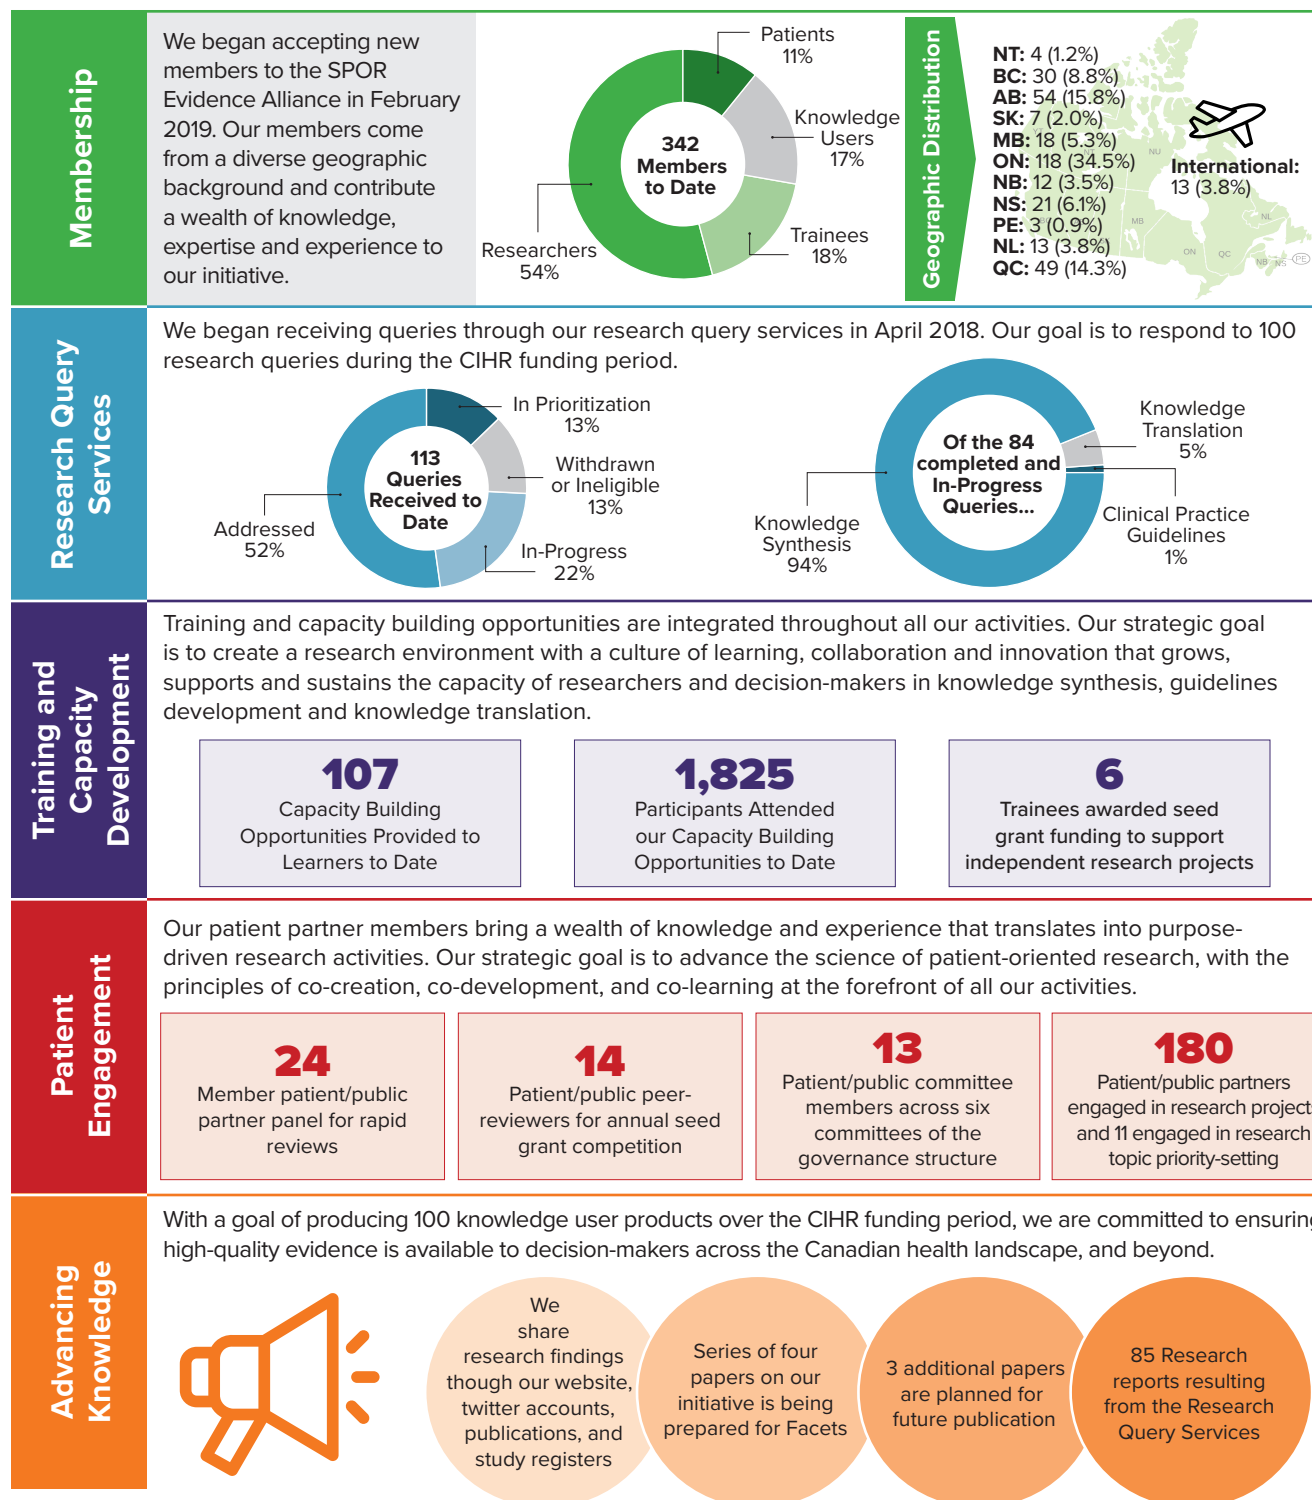 Membership
We began accepting new
members to the SPOR
Evidence Alliance in February
2019. Our members come
from a diverse geographic
background and contribute
a wealth of knowledge,
expertise and experience to
our initiative.
342
Members
to Date
Patients
11%
Knowledge
Users
17%
Trainees
18%
Researchers
54%
Geographic Distribution
NT: 4 (1.2%)
BC: 30 (8.8%)
AB: 54 (15.8%)
SK: 7 (2.0%)
MB: 18 (5.3%)
ON: 118 (34.5%)
NB: 12 (3.5%)
NS: 21 (6.1%)
PE: 3 (0.9%)
NL: 13 (3.8%)
QC: 49 (14.3%)
International:
13 (3.8%)
NU
MB
ON
QC
NL
NB
NS
PE
Research Query
Services
We began receiving queries through our research query services in April 2018. Our goal is to respond to 100
research queries during the CIHR funding period.
113
Queries
Received to
Date
In Prioritization
13%
Withdrawn
or Ineligible
13%
In-Progress
22%
Addressed
52%
Of the 84
completed and
In-Progress
Queries...
Knowledge
Translation
5%
Clinical Practice
Guidelines
1%
Knowledge
Synthesis
94%
Training and
Capacity
Development
Training and capacity building opportunities are integrated throughout all our activities. Our strategic goal
is to create a research environment with a culture of learning, collaboration and innovation that grows,
supports and sustains the capacity of researchers and decision-makers in knowledge synthesis, guidelines
development and knowledge translation.
107
Capacity Building
Opportunities Provided to
Learners to Date
1,825
Participants Attended
our Capacity Building
Opportunities to Date
6
Trainees awarded seed
grant funding to support
independent research projects
Patient
Engagement
Our patient partner members bring a wealth of knowledge and experience that translates into purpose-
driven research activities. Our strategic goal is to advance the science of patient-oriented research, with the
principles of co-creation, co-development, and co-learning at the forefront of all our activities.
24
Member patient/public
partner panel for rapid
reviews
14
Patient/public peer-
reviewers for annual seed
grant competition
13
Patient/public committee
members across six
committees of the
governance structure
180
Patient/public partners
engaged in research projects
and 11 engaged in research
topic priority-setting
Advancing
Knowledge
With a goal of producing 100 knowledge user products over the CIHR funding period, we are committed to ensuring
high-quality evidence is available to decision-makers across the Canadian health landscape, and beyond.
We
share
research findings
though our website,
twitter accounts,
publications, and
study registers
Series of four
papers on our
initiative is being
prepared for Facets
3 additional papers
are planned for
future publication
85 Research
reports resulting
from the Research
Query Services